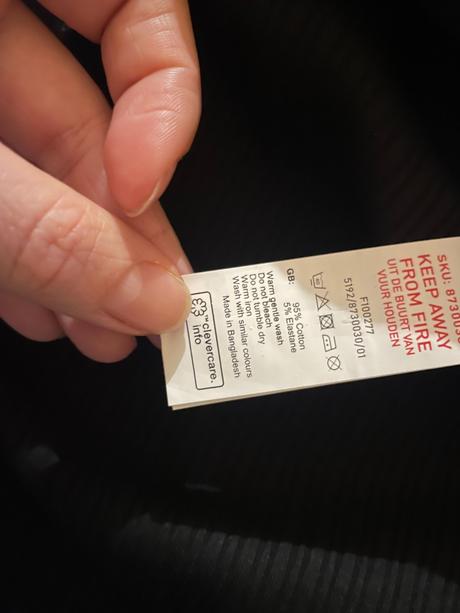 SKU: 873003
KEEP AWAY
FROM FIRE
UIT DE BUURT VAN
VUUR HOUDEN
F100277
5192/8730030/01
GB: 95% Cotton
5% Elastane
Warm gentle wash
Do not bleach
Do not tumble dry
Warm iron
Wash with similar colours
Made in Bangladesh
™clevercare.
info